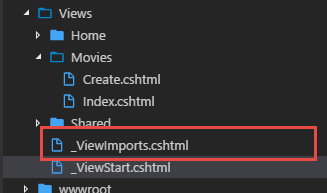 Views
Home
Movies
Create.cshtml
Index.cshtml
Shared
_ViewImports.cshtml
_ViewStart.cshtml
wwwroot